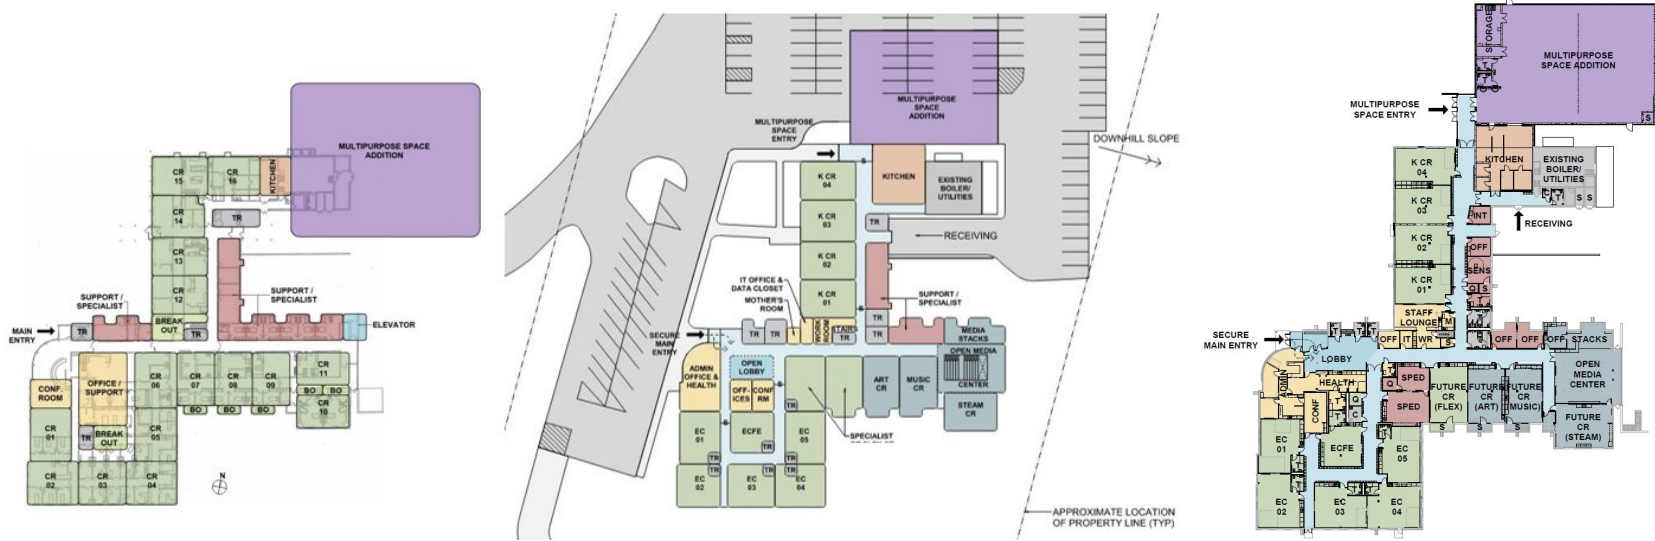 MULTIPURPOSE SPACE
ADDITION
CR
15
CR
16
KITCHEN
CR
14
TR
CR
13
CR
12
SUPPORT /
SPECIALIST
SUPPORT /
SPECIALIST
BREAK
OUT
TR
TR
ELEVATOR
MAIN
ENTRY
CONF.
ROOM
OFFICE /
SUPPORT
CR
06
CR
07
CR
08
CR
09
CR
11
BO
BO
BO
BO
BO
CR
10
CR
01
TR
BREAK
OUT
CR
05
CR
02
CR
03
CR
04
N
MULTIPURPOSE
SPACE
ADDITION
MULTIPURPOSE
SPACE
ENTRY
DOWNHILL SLOPE
S
K CR
04
KITCHEN
EXISTING
BOILER/
UTILITIES
K CR
03
TR
RECEIVING
K CR
02
IT OFFICE &
DATA CLOSET
MOTHER'S
ROOM
K CR
01
SUPPORT /
SPECIALIST
S
TR
SECURE
MAIN
ENTRY
TR
TR
WORK
ROOM
STAIRS
TR
TR
MEDIA
STACKS
ADMIN
OFFICE &
HEALTH
OPEN
LOBBY
OPEN MEDIA
CENTER
OFF-
ICES
CONF
RM
S
ART
CR
MUSIC
CR
STEAM
CR
TR
EC
01
S
ECFE
EC
05
SPECIALIST
TR
TR
TR
TR
TR
EC
02
EC
03
EC
04
APPROXIMATE LOCATION
OF PROPERTY LINE (TYP)
STORAGE
MULTIPURPOSE
SPACE ADDITION
S
MULTIPURPOSE
SPACE ENTRY
K CR
04
KITCHEN
EXISTING
BOILER/
UTILITIES
K CR
03
C
T
S
S
INT
RECEIVING
K CR
02
OFF
SENS
K CR
01
Q
S
STAFF
LOUNGE
M
SECURE
MAIN ENTRY
T
T
LOBBY
OFF
IT
WR
S
OFF
OFF
OFF
STACKS
ADMIN
HEALTH
Q
SPED
FUTURE
CR
(FLEX)
FUTURE
CR
(ART)
FUTURE
CR
(MUSIC)
OPEN
MEDIA
CENTER
CONF
T
Q
C
SPED
FUTURE
CR
(STEAM)
S
S
S
EC
01
ECFE
EC
05
EC
02
EC
03
EC
04